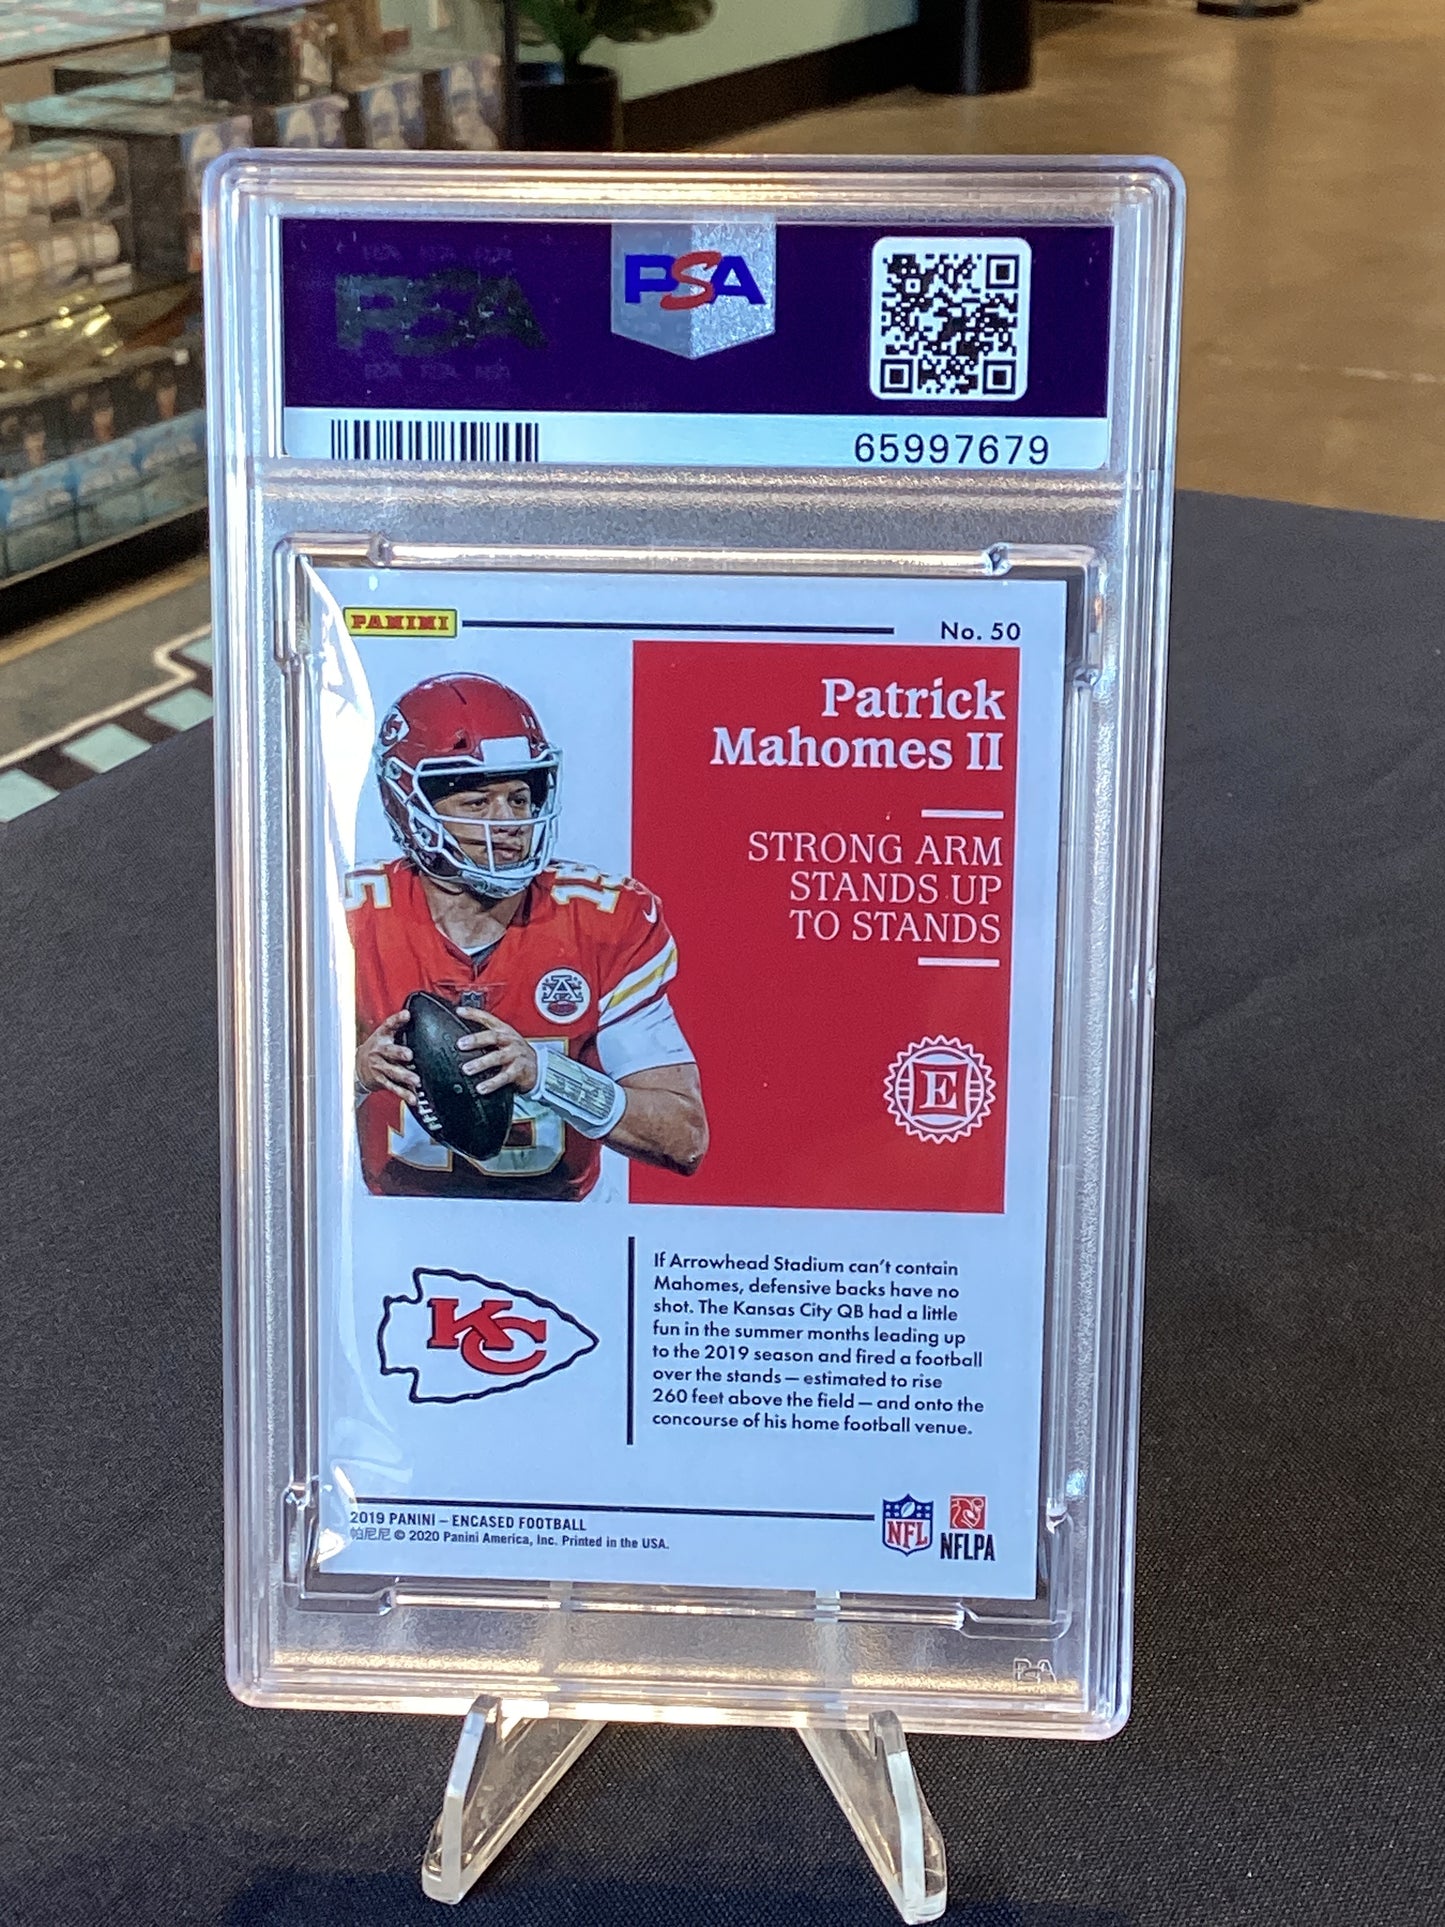 PSA
PSA
65997679
PANINI
No. 50
Patrick
Mahomes II
STRONG ARM
STANDS UP
TO STANDS
15
15
15
E
KC
If Arrowhead Stadium can't contain
Mahomes, defensive backs have no
shot. The Kansas City QB had a little
fun in the summer months leading up
to the 2019 season and fired a football
over the stands — estimated to rise
260 feet above the field — and onto the
concourse of his home football venue.
2019 PANINI – ENCASED FOOTBALL
帕尼尼 © 2020 Panini America, Inc. Printed in the USA.
NFL
NFLPA
PSA